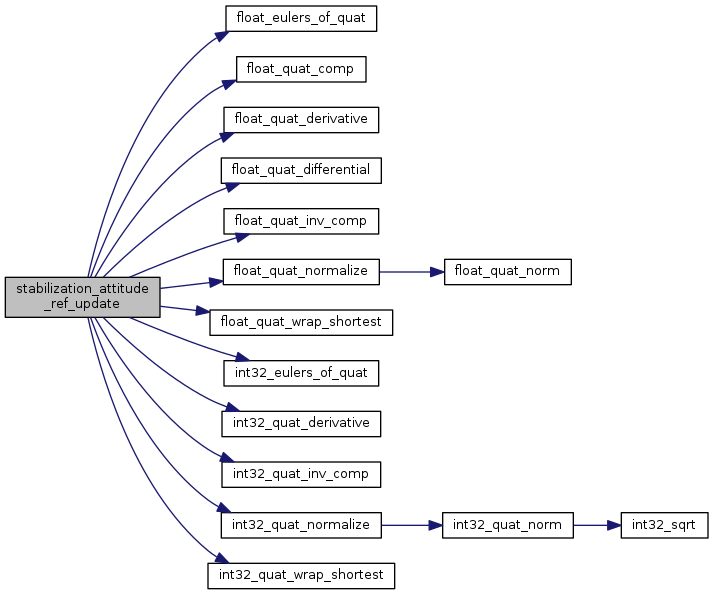 float_eulers_of_quat
float_quat_comp
float_quat_derivative
float_quat_differential
float_quat_inv_comp
float_quat_normalize
float_quat_norm
stabilization_attitude
_ref_update
float_quat_wrap_shortest
int32_eulers_of_quat
int32_quat_derivative
int32_quat_inv_comp
int32_quat_normalize
int32_quat_norm
int32_sqrt
int32_quat_wrap_shortest